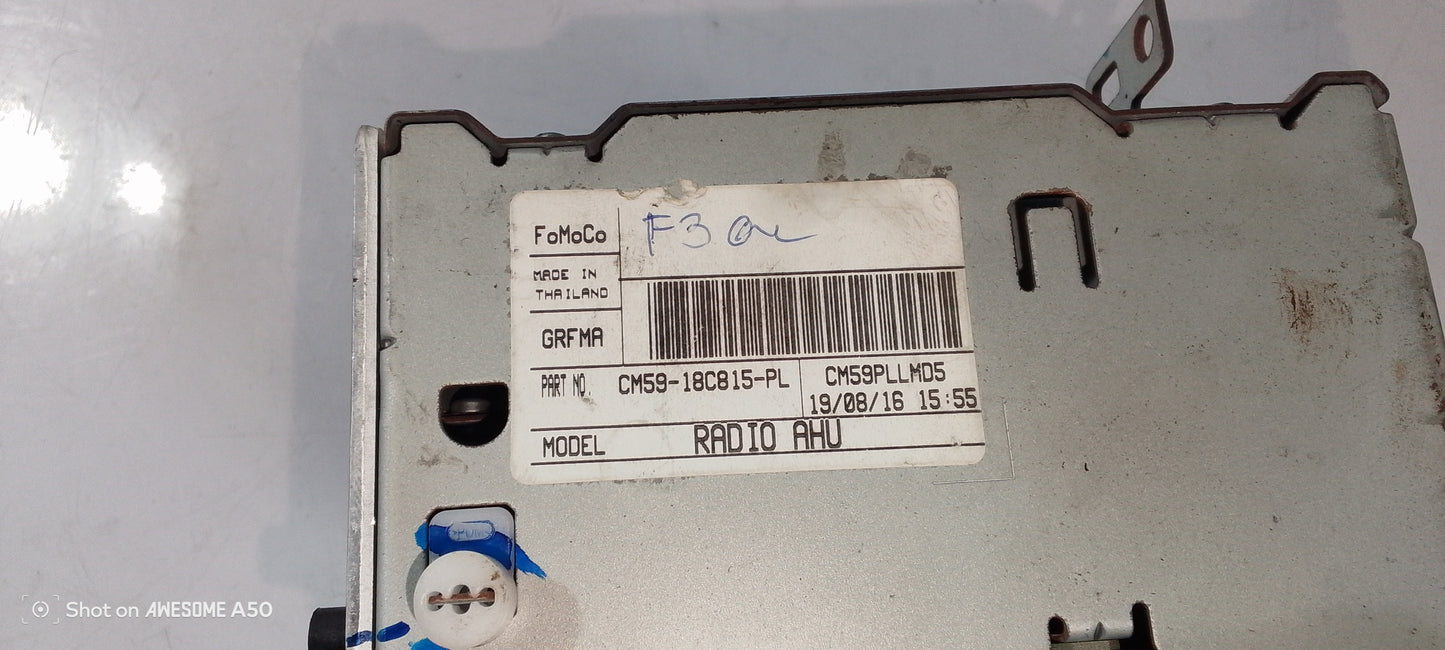 FoMoCo
MADE IN
THAILAND
GRFMA
PART NO. CM59-18C815-PL
CM59PLLMD5
19/08/16 15:55
MODEL RADIO AHU
>POM<
Shot on AWESOME A50